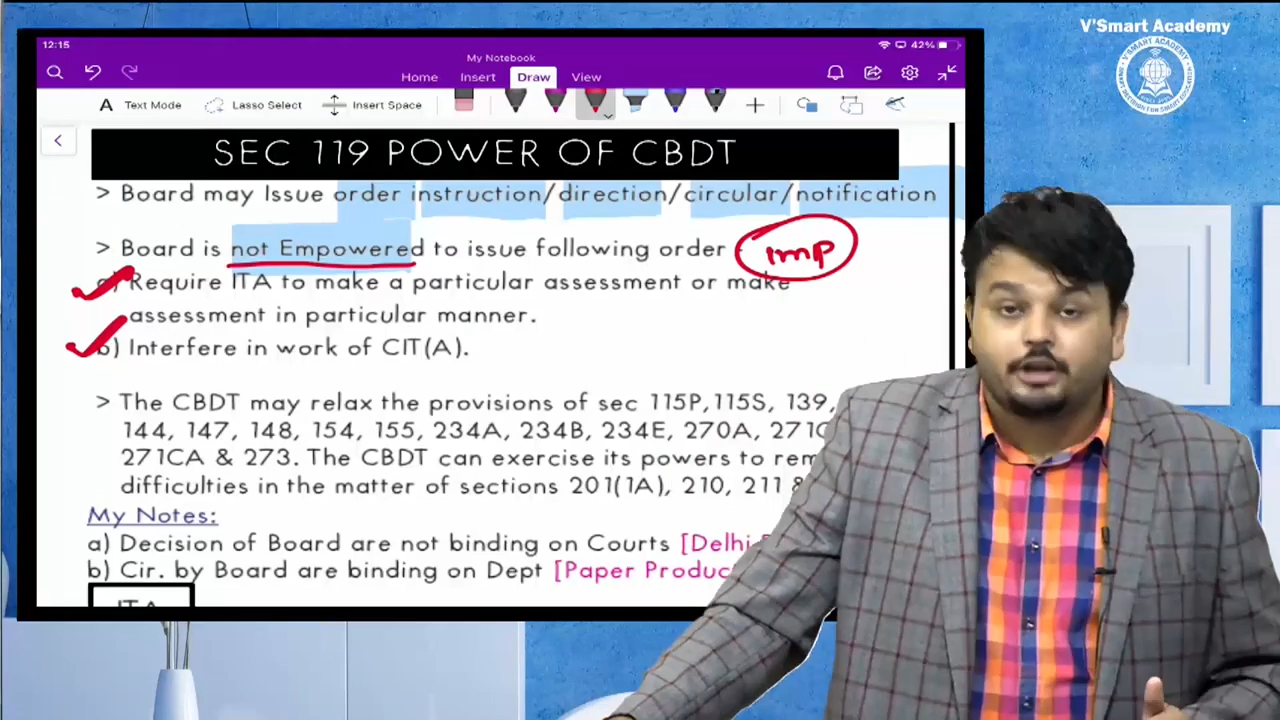 V'Smart Academy
12:15
42%
My Notebook
Home Insert Draw View
Text Mode Lasso Select Insert Space
SEC 119 POWER OF CBDT
> Board may Issue order instruction/direction/circular/notification
> Board is not Empowered to issue following order imp
a) Require ITA to make a particular assessment or make
assessment in particular manner.
b) Interfere in work of CIT(A).
> The CBDT may relax the provisions of sec 115P,115S, 139,
144, 147, 148, 154, 155, 234A, 234B, 234E, 270A,
271CA & 273. The CBDT can exercise its powers to
difficulties in the matter of sections 201(1A), 210, 211
My Notes:
a) Decision of Board are not binding on Courts [Delhi
b) Cir. by Board are binding on Dept [Paper